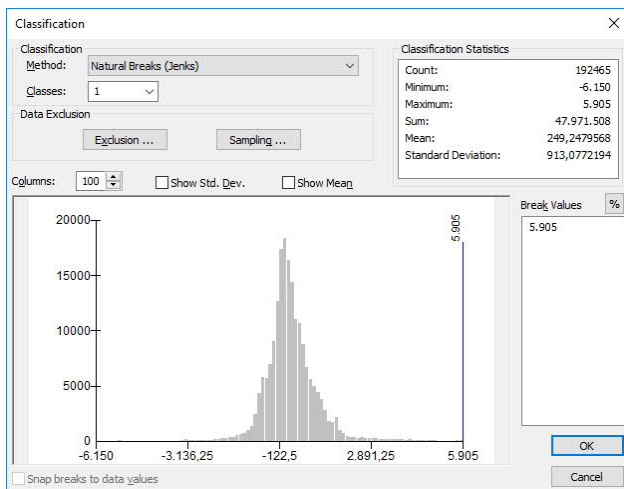 Classification
Classification
Method: Natural Breaks (Jenks)
Classes: 1
Data Exclusion
Exclusion ...
Sampling ...
Classification Statistics
Count: 192465
Minimum: -6.150
Maximum: 5.905
Sum: 47.971.508
Mean: 249,2479568
Standard Deviation: 913,0772194
Columns: 100
Show Std. Dev.
Show Mean
Break Values
%
5.905
20000
15000
10000
5000
0
-6.150
-3.136,25
-122,5
2.891,25
5.905
5.905
OK
Snap breaks to data values
Cancel